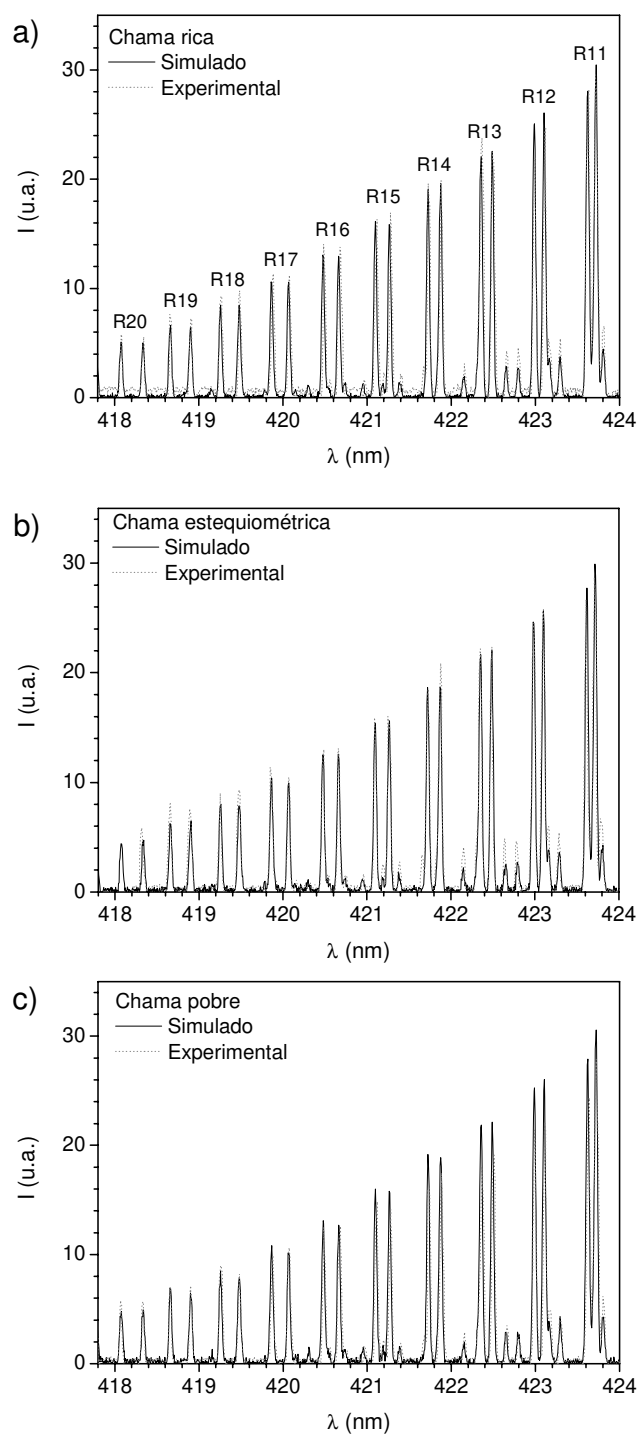 a)
Chama rica
Simulado
Experimental
R11
R12
R13
R14
R15
R16
R17
R18
R19
R20
30
20
10
0
I (u.a.)
418 419 420 421 422 423 424
λ (nm)
b)
Chama estequiométrica
Simulado
Experimental
30
20
10
0
I (u.a.)
418 419 420 421 422 423 424
λ (nm)
c)
Chama pobre
Simulado
Experimental
30
20
10
0
I (u.a.)
418 419 420 421 422 423 424
λ (nm)